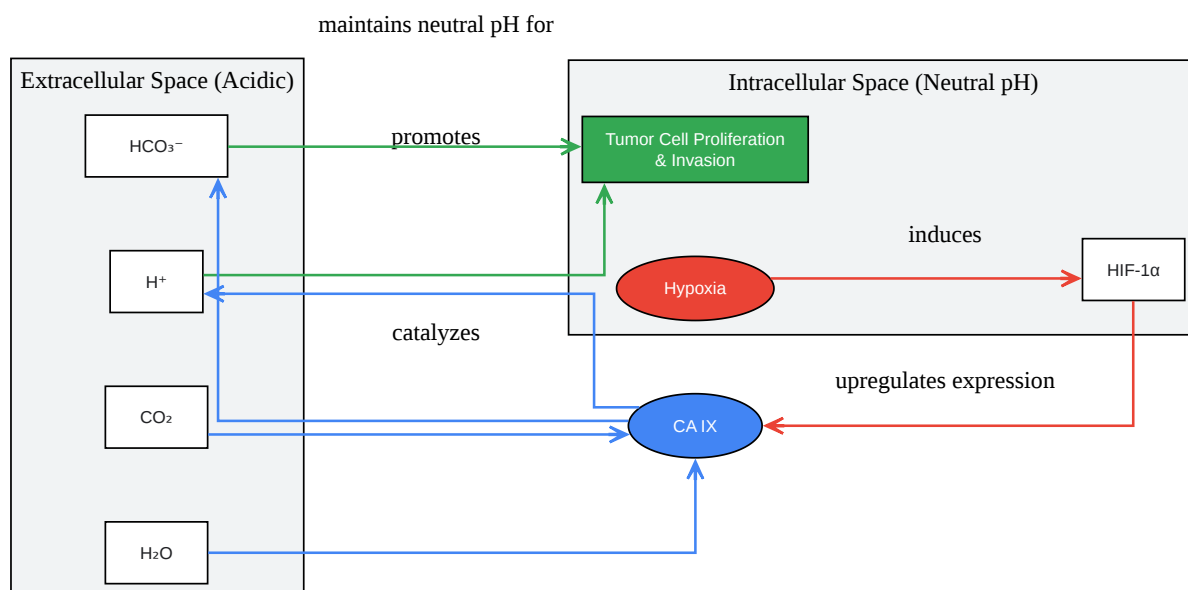 maintains neutral pH for
Extracellular Space (Acidic)
Intracellular Space (Neutral pH)
HCO₃⁻
promotes
Tumor Cell Proliferation
& Invasion
induces
H⁺
Hypoxia
HIF-1α
catalyzes
upregulates expression
CO₂
CA IX
H₂O